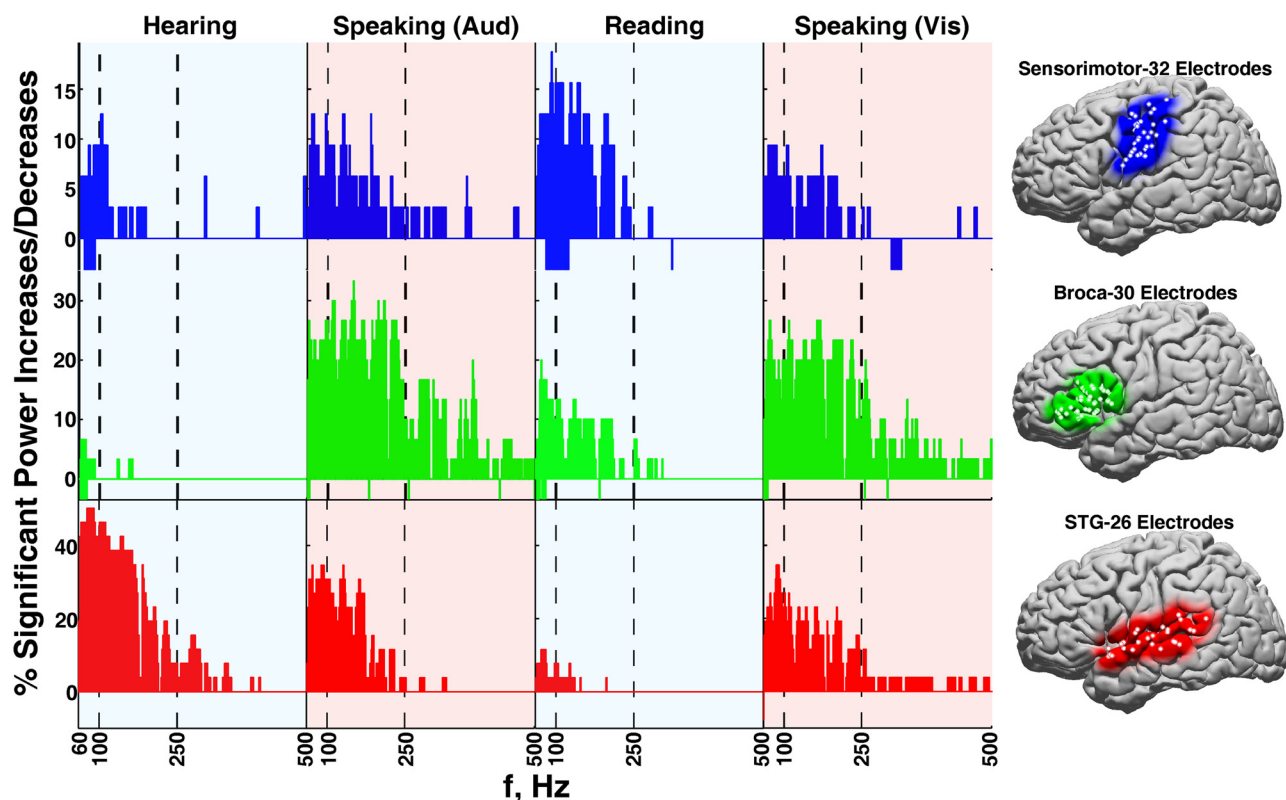 Hearing Speaking (Aud) Reading Speaking (Vis)
% Significant Power Increases/Decreases
15
10
5
0
30
20
10
0
40
20
0
60 100 250 500 100 250 500 100 250 500 100 250 500
f, Hz
Sensorimotor-32 Electrodes
Broca-30 Electrodes
STG-26 Electrodes